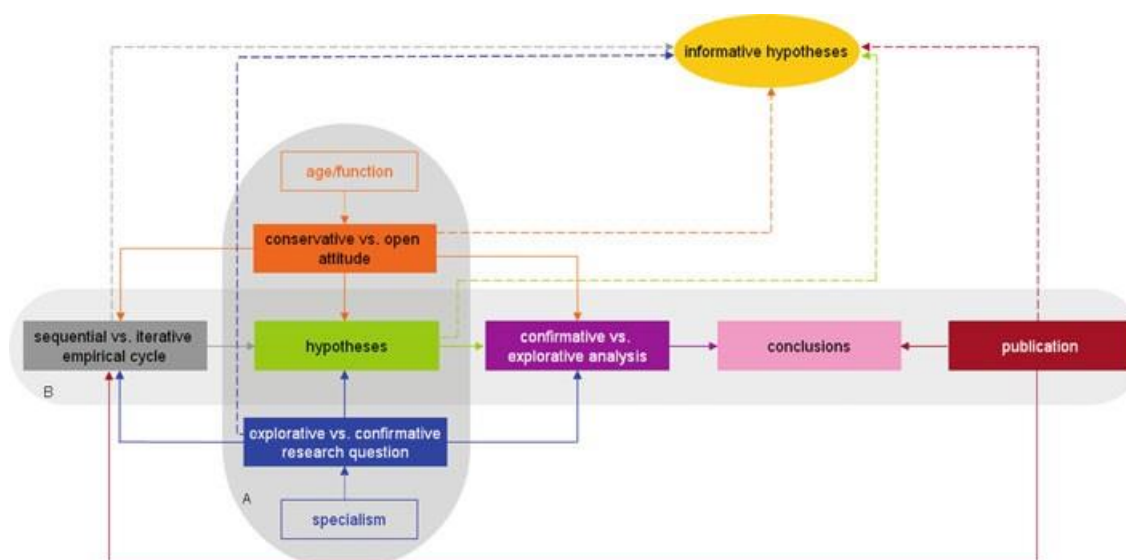 informative hypotheses
age/function
conservative vs. open
attitude
sequential vs. iterative
empirical cycle
hypotheses
confirmative vs.
explorative analysis
conclusions
publication
B
explorative vs. confirmative
research question
A
specialism